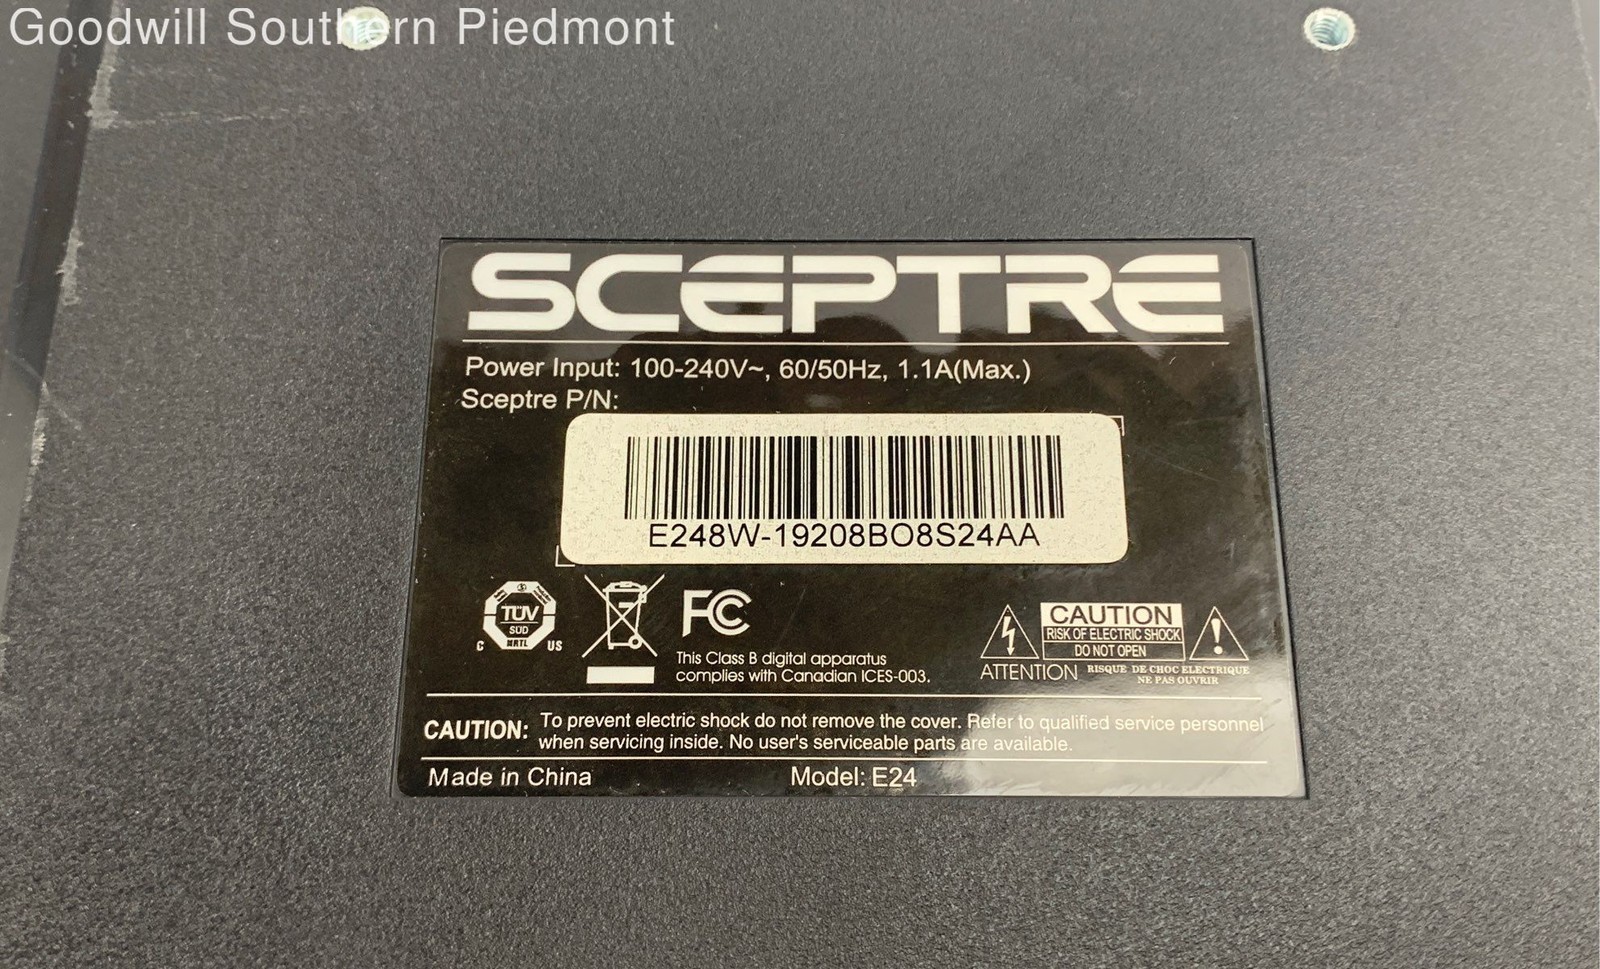 Goodwill Southern Piedmont
SCEPTRE
Power Input: 100-240V~, 60/50Hz, 1.1A(Max.)
Sceptre P/N:
E248W-19208BO8S24AA
TÜV
SÜD
C NRTL US
FC
This Class B digital apparatus
complies with Canadian ICES-003.
CAUTION
RISK OF ELECTRIC SHOCK
DO NOT OPEN
ATTENTION RISQUE DE CHOC ELECTRIQUE
NE PAS OUVRIR
CAUTION: To prevent electric shock do not remove the cover. Refer to qualified service personnel
when servicing inside. No user's serviceable parts are available.
Made in China Model: E24